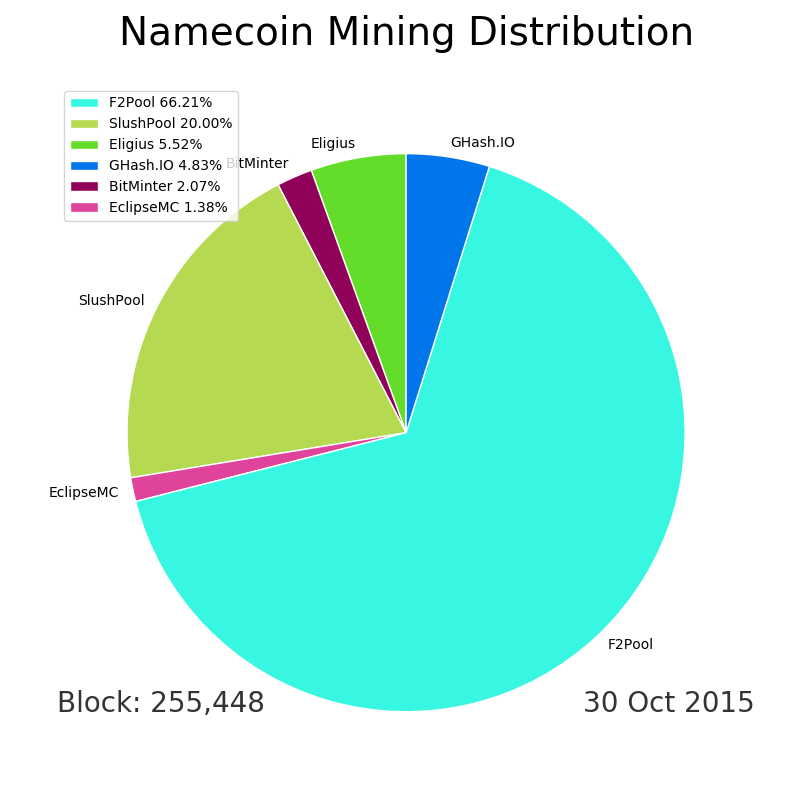 Namecoin Mining Distribution
F2Pool 66.21%
SlushPool 20.00%
Eligius 5.52%
GHash.IO 4.83%
BitMinter 2.07%
EclipseMC 1.38%
Eligius
GHash.IO
BitMinter
SlushPool
EclipseMC
F2Pool
Block: 255,448
30 Oct 2015